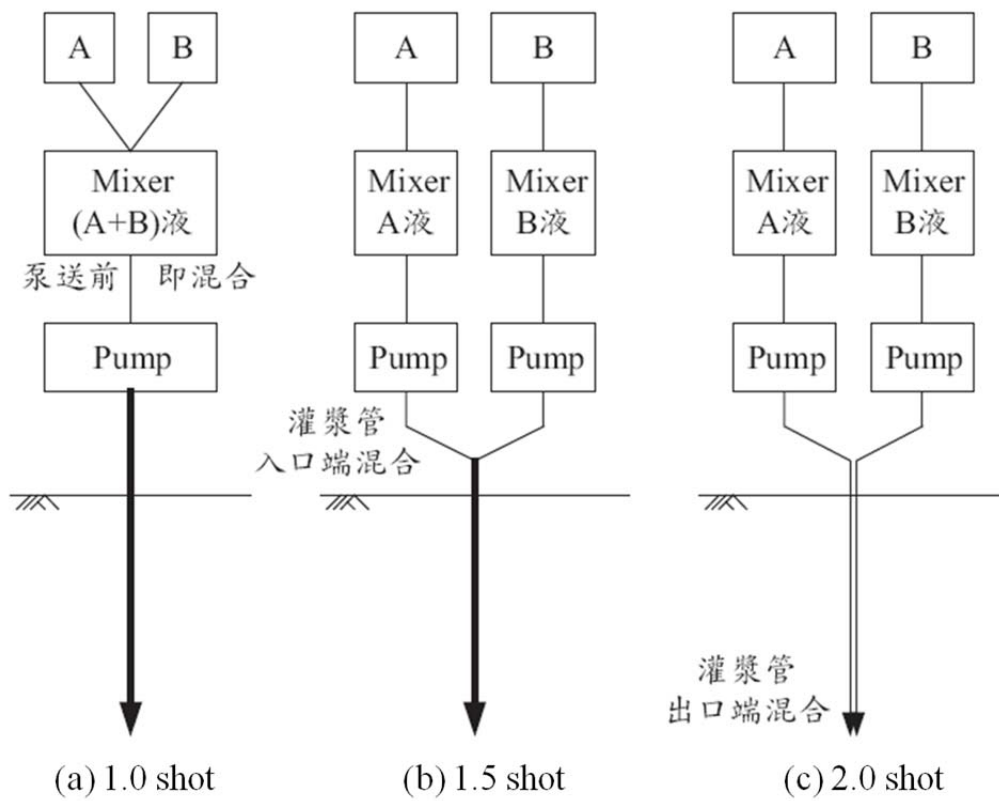 A
B
Mixer
(A+B)液
泵送前
即混合
Pump
(a) 1.0 shot
A
B
Mixer
A液
Mixer
B液
Pump
Pump
灌漿管
入口端混合
(b) 1.5 shot
A
B
Mixer
A液
Mixer
B液
Pump
Pump
灌漿管
出口端混合
(c) 2.0 shot